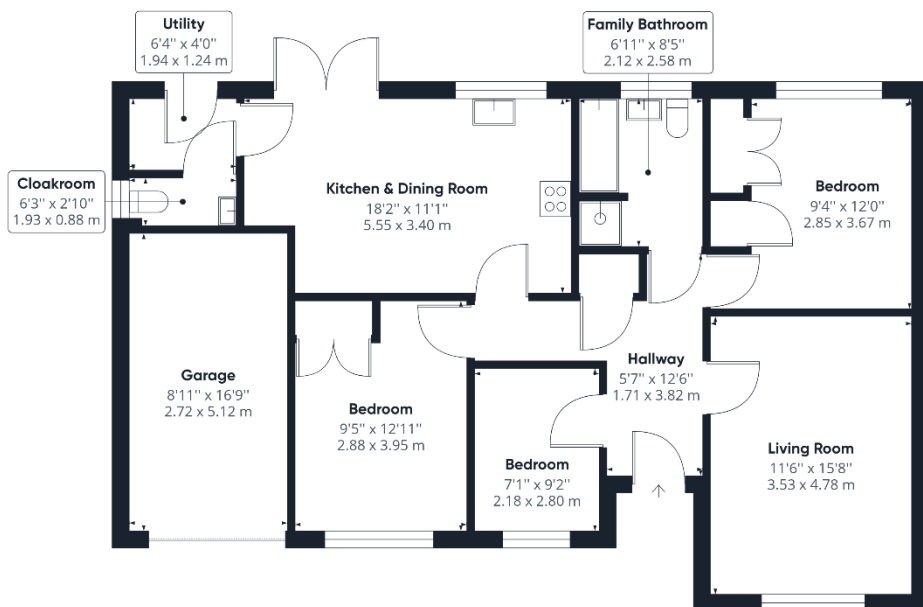 Utility
6'4" x 4'0"
1.94 x 1.24 m
Family Bathroom
6'11" x 8'5"
2.12 x 2.58 m
Cloakroom
6'3" x 2'10"
1.93 x 0.88 m
Kitchen & Dining Room
18'2" x 11'1"
5.55 x 3.40 m
Bedroom
9'4" x 12'0"
2.85 x 3.67 m
Garage
8'11" x 16'9"
2.72 x 5.12 m
Bedroom
9'5" x 12'11"
2.88 x 3.95 m
Hallway
5'7" x 12'6"
1.71 x 3.82 m
Bedroom
7'1" x 9'2"
2.18 x 2.80 m
Living Room
11'6" x 15'8"
3.53 x 4.78 m